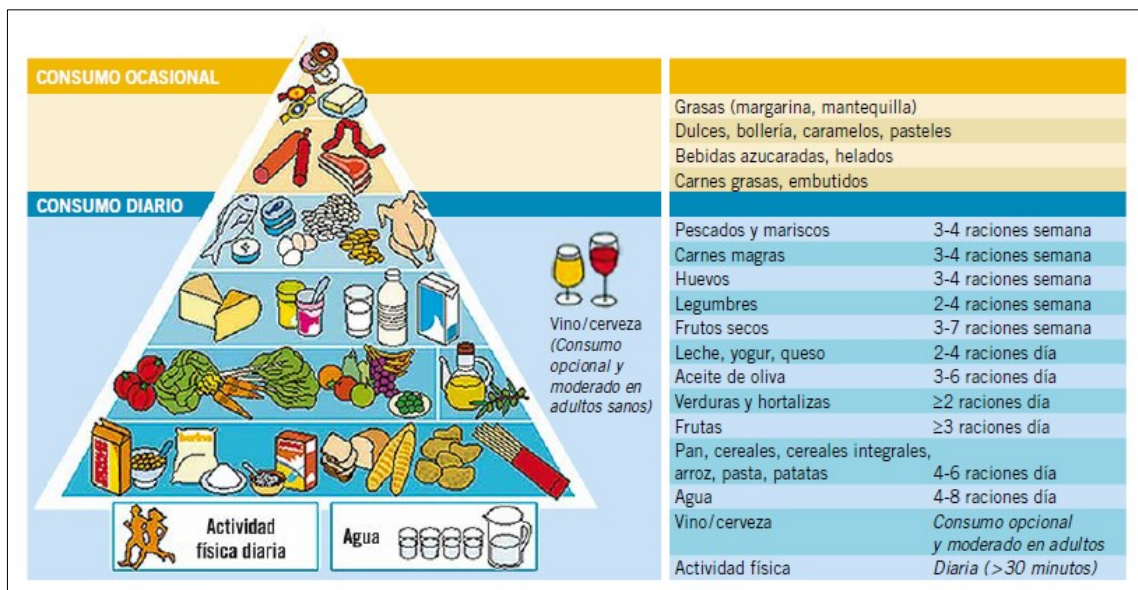 CONSUMO OCASIONAL
CONSUMO DIARIO
Vino/cerveza
(Consumo
opcional y
moderado en
adultos sanos)
harina
Actividad
física diaria
Agua
Grasas (margarina, mantequilla)
Dulces, bollería, caramelos, pasteles
Bebidas azucaradas, helados
Carnes grasas, embutidos
Pescados y mariscos 3-4 raciones semana
Carnes magras 3-4 raciones semana
Huevos 3-4 raciones semana
Legumbres 2-4 raciones semana
Frutos secos 3-7 raciones semana
Leche, yogur, queso 2-4 raciones día
Aceite de oliva 3-6 raciones día
Verduras y hortalizas ≥2 raciones día
Frutas ≥3 raciones día
Pan, cereales, cereales integrales,
arroz, pasta, patatas 4-6 raciones día
Agua 4-8 raciones día
Vino/cerveza Consumo opcional
y moderado en adultos
Actividad física Diaria (>30 minutos)